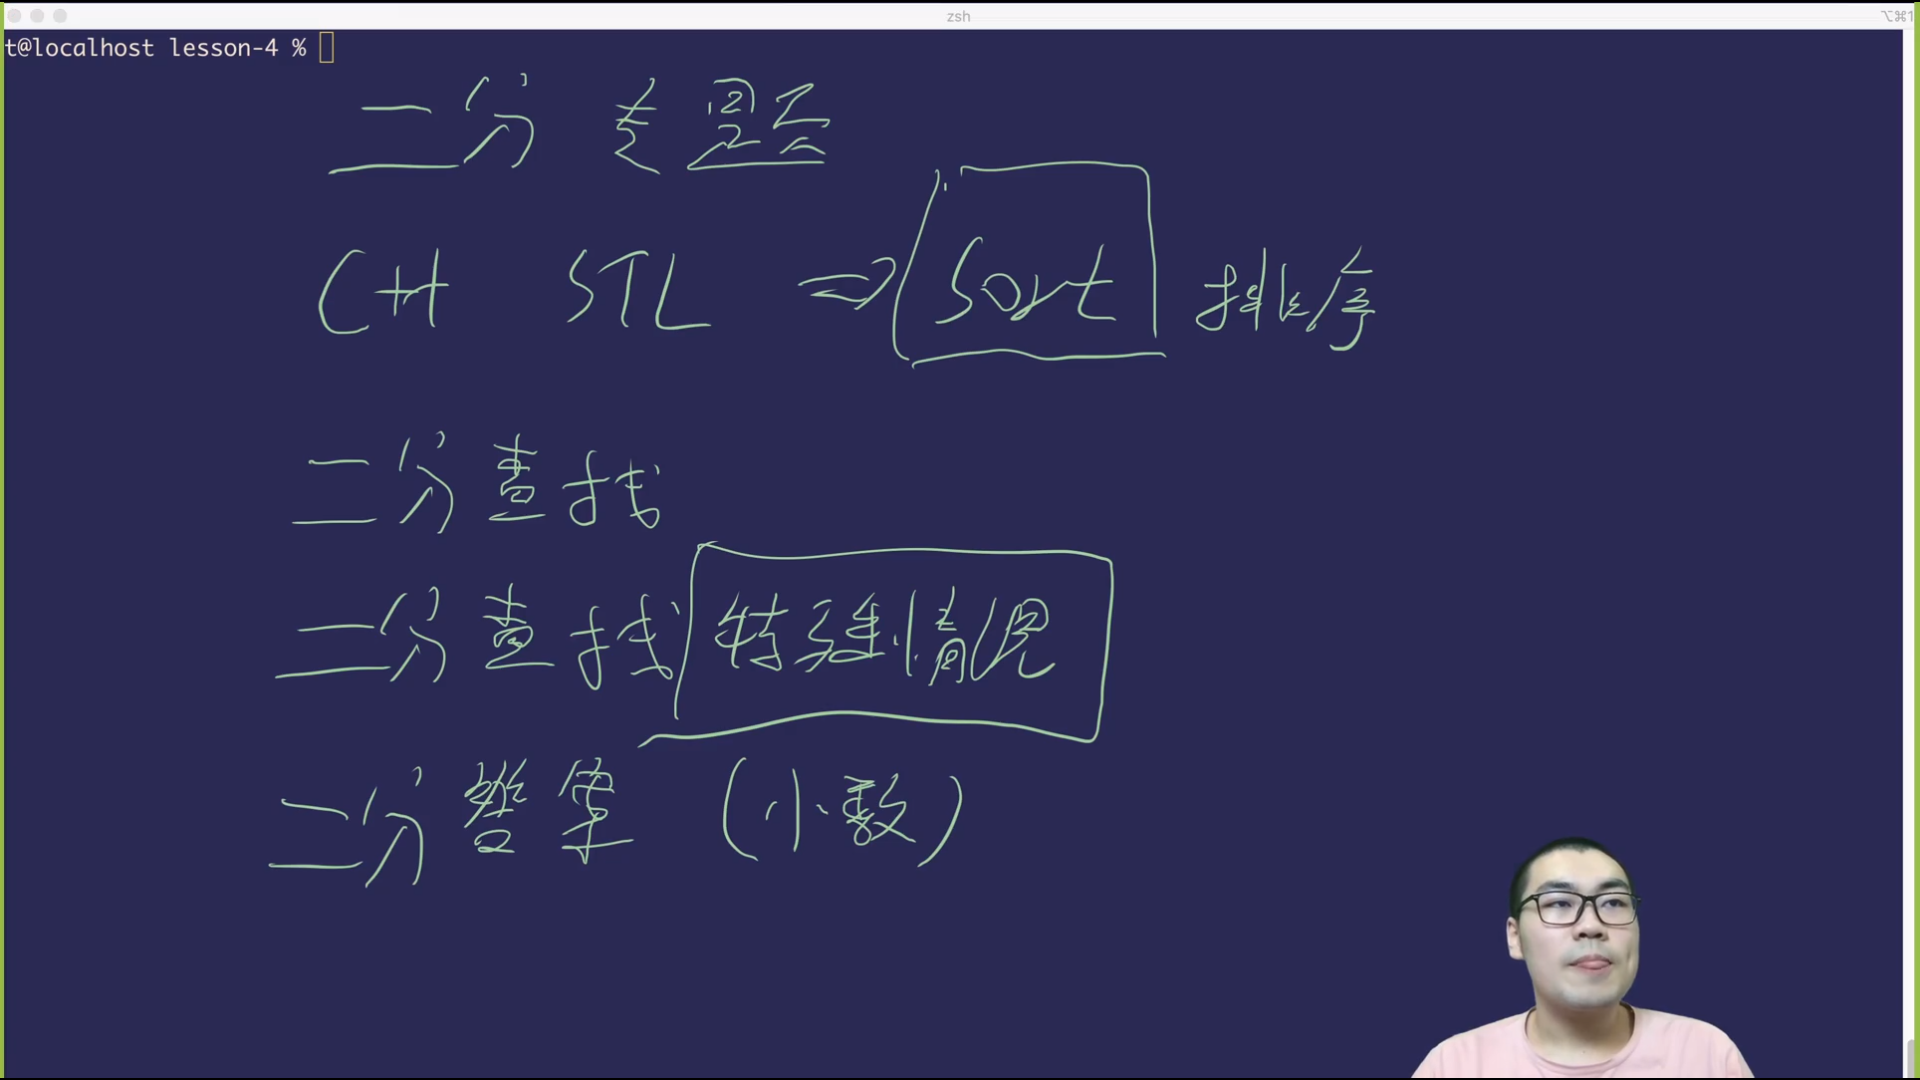 zsh
⌥⌘1
t@localhost lesson-4 %
二分专题
C++ STL ⇒ Sort 排序
二分查找
二分查找 特殊情况
二分答案 (小数)